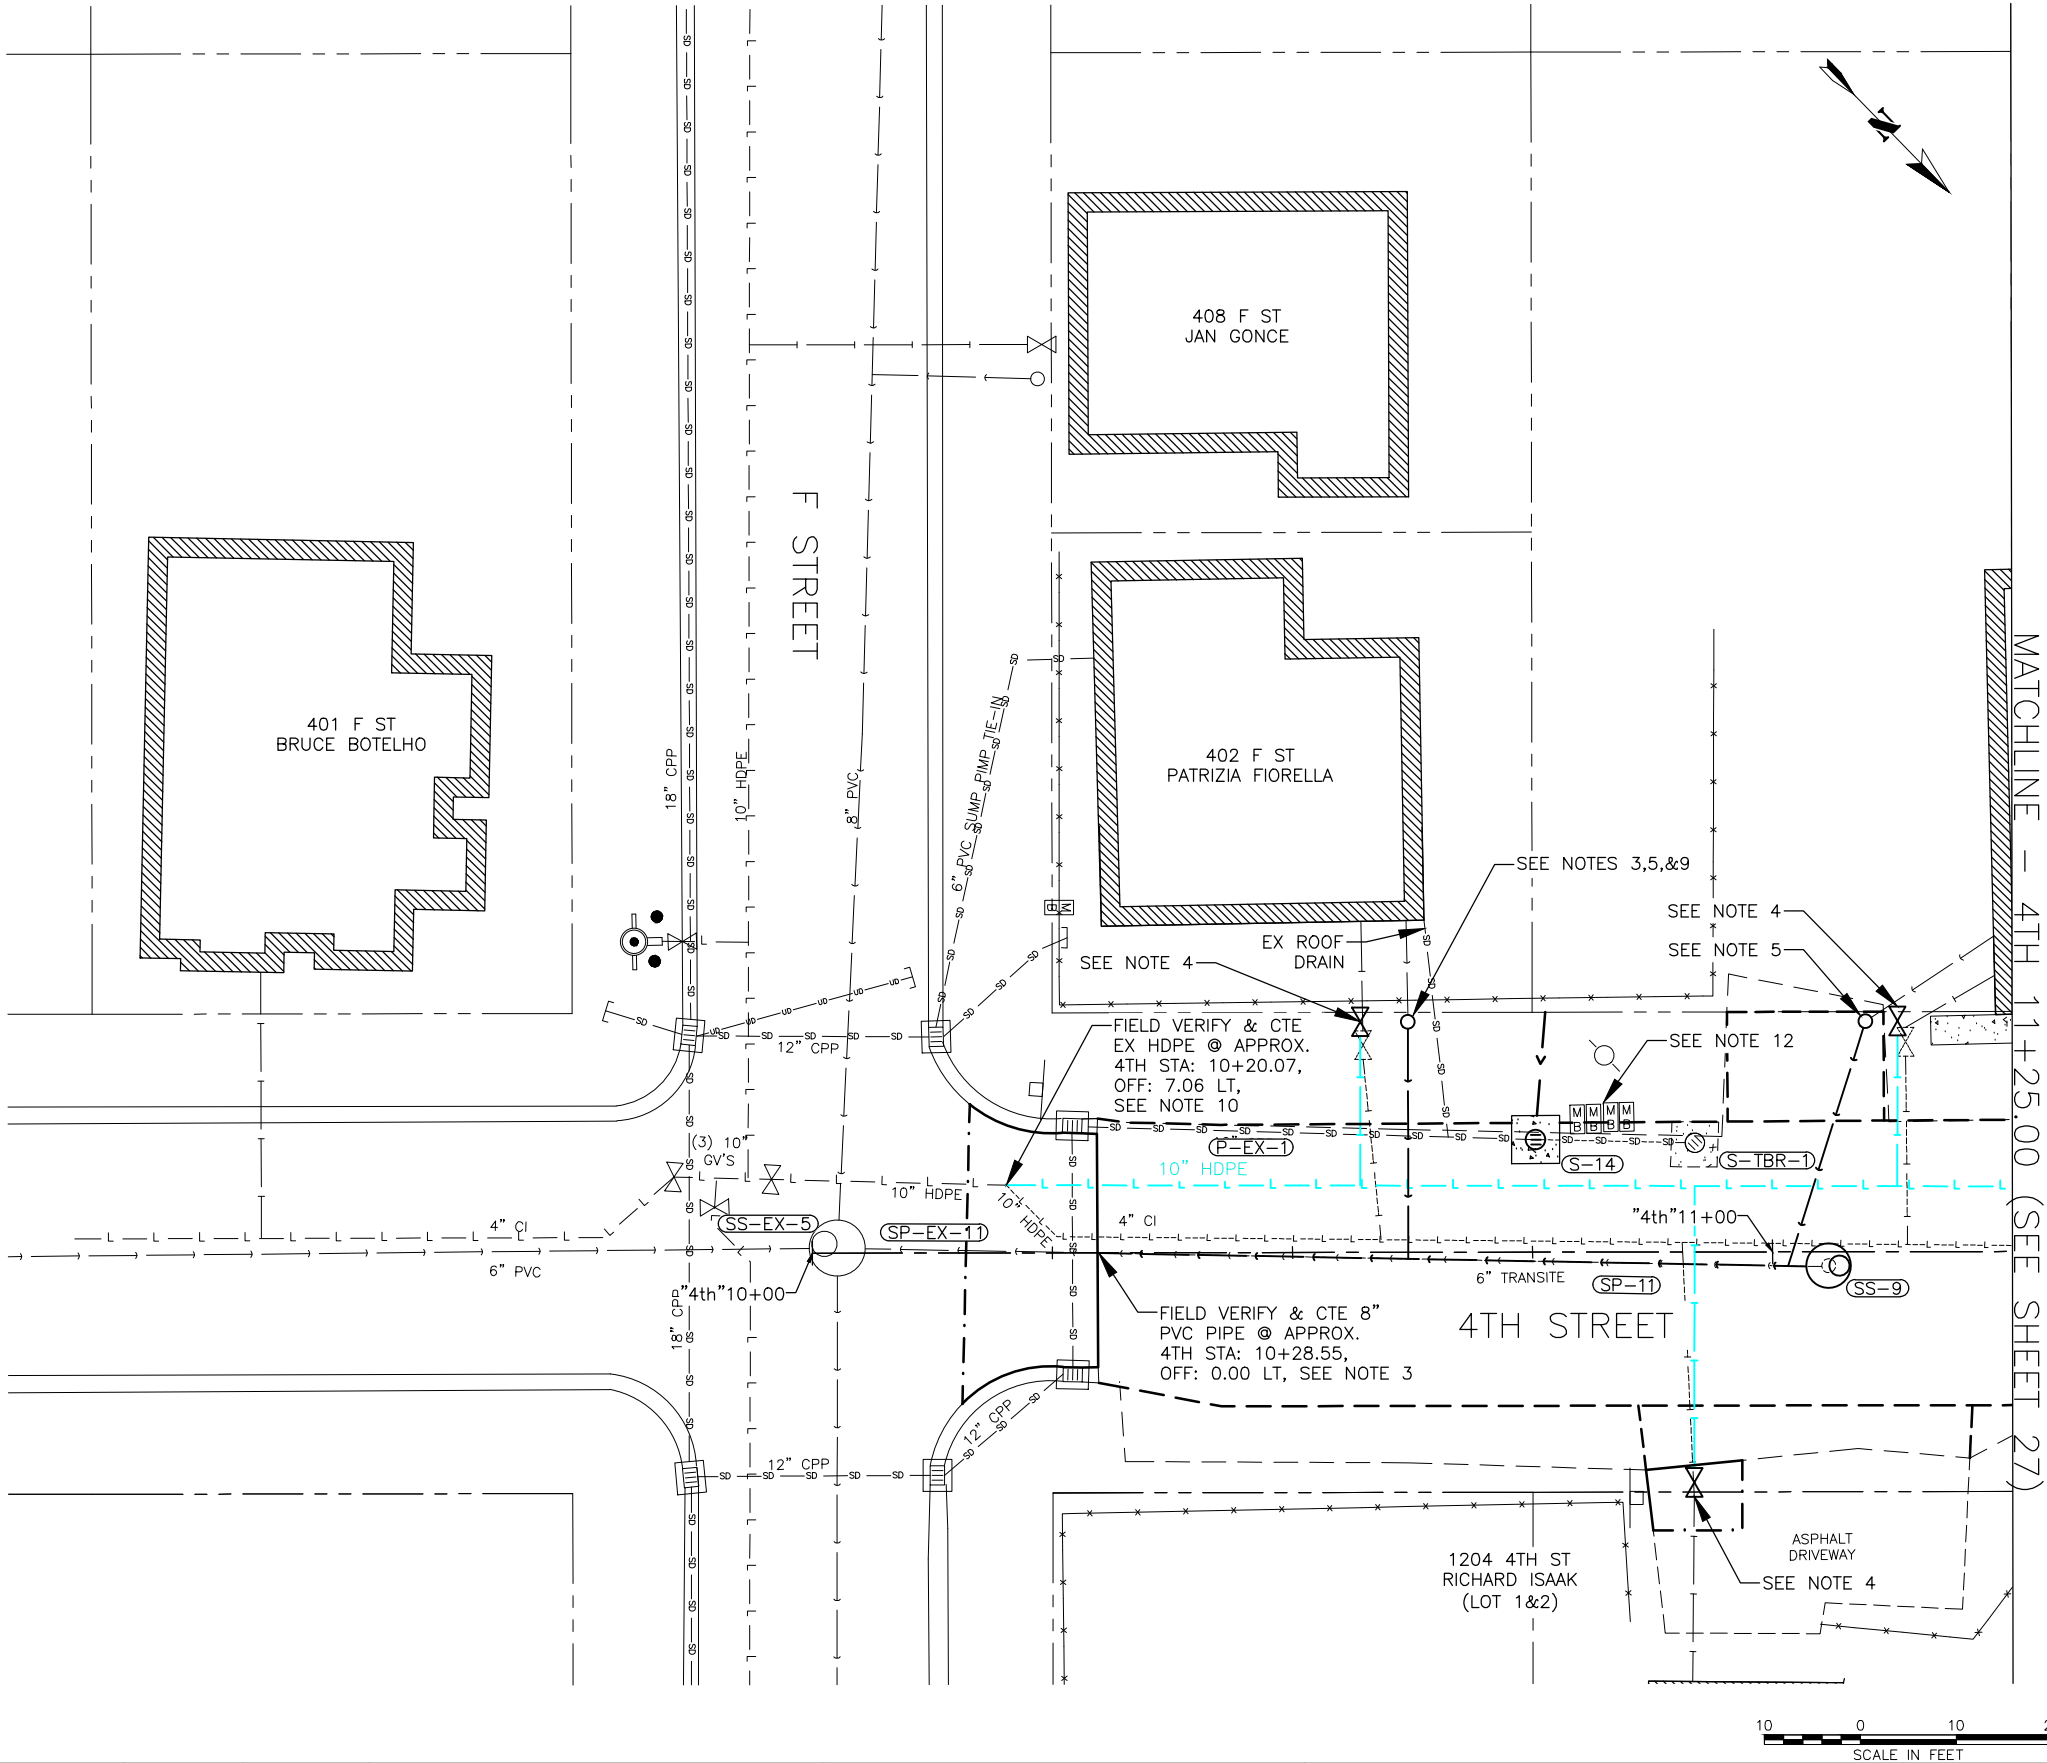 N
408 F ST
JAN GONCE
F STREET
401 F ST
BRUCE BOTELHO
18" CPP
10" HDPE
8" PVC
6" PVC SUMP PIMP TIE-IN
402 F ST
PATRIZIA FIORELLA
MATCHLINE - 4TH 11+25.00 (SEE SHEET 27)
SEE NOTES 3,5,&9
SEE NOTE 4
SEE NOTE 5
EX ROOF
DRAIN
SEE NOTE 4
MB
FIELD VERIFY & CTE
EX HDPE @ APPROX.
4TH STA: 10+20.07,
OFF: 7.06 LT,
SEE NOTE 10
SEE NOTE 12
MB MB MB MB
12" CPP
(3) 10"
GV'S
P-EX-1
S-14
S-TBR-1
10" HDPE
10" HDPE
10" HDPE
4" CI
SS-EX-5
SP-EX-11
4" CI
"4th"11+00
6" PVC
"4th"10+00
6" TRANSITE
SP-11
SS-9
18" CPP
FIELD VERIFY & CTE 8"
PVC PIPE @ APPROX.
4TH STA: 10+28.55,
OFF: 0.00 LT, SEE NOTE 3
4TH STREET
12" CPP
12" CPP
1204 4TH ST
RICHARD ISAAK
(LOT 1&2)
ASPHALT
DRIVEWAY
SEE NOTE 4
10 0 10
SCALE IN FEET